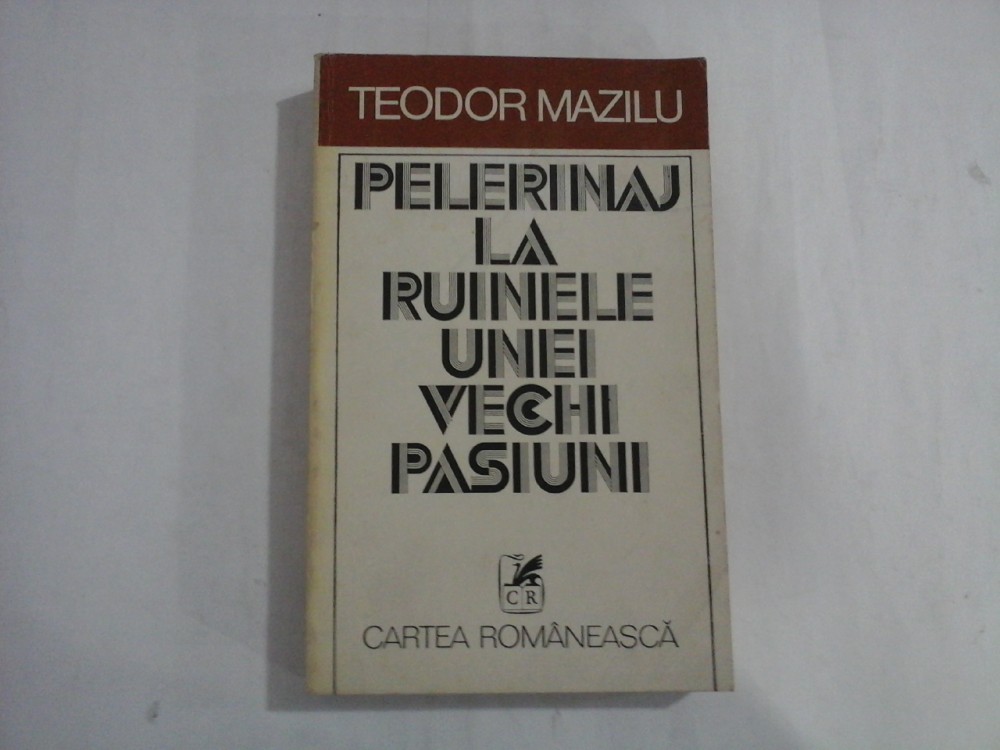 TEODOR MAZILU
PELERINAJ
LA
RUINELE
UNEI
VECHI
PASIUNI
CR
CARTEA ROMÂNEASCĂ